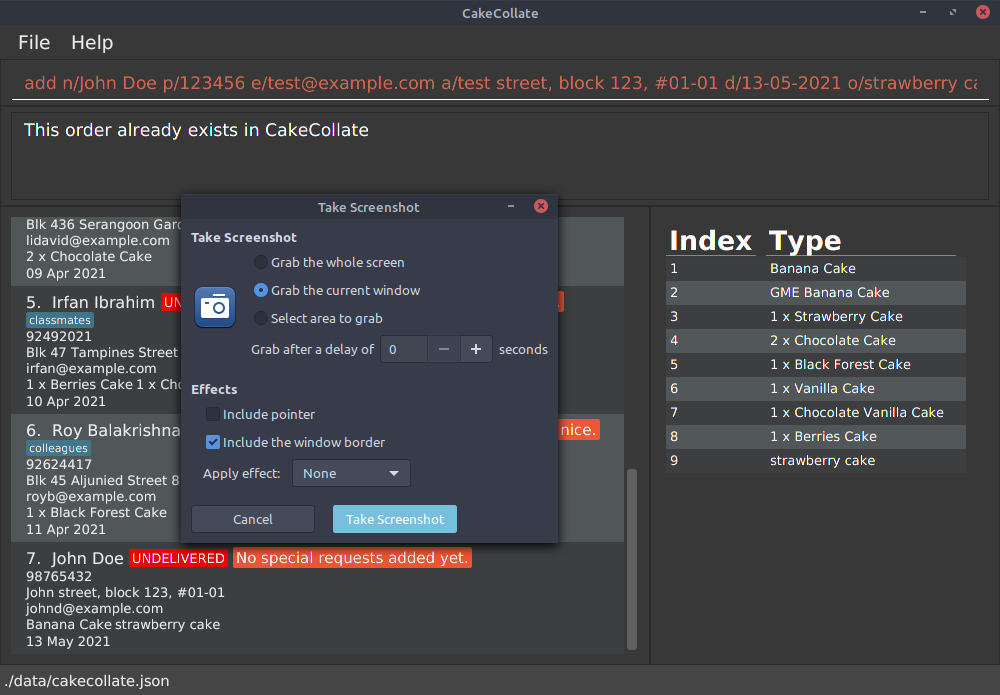 CakeCollate
File Help
add n/John Doe p/123456 e/test@example.com a/test street, block 123, #01-01 d/13-05-2021 o/strawberry
This order already exists in CakeCollate
Blk 436 Serangoon
lidavid@example.com
2 x Chocolate Cake
09 Apr 2021
5. Irfan Ibrahim
classmates
92492021
Blk 47 Tampines Street
irfan@example.com
1 x Berries Cake 1 x
10 Apr 2021
6. Roy Balakrishna nice.
colleagues
92624417
Blk 45 Aljunied Street 8
royb@example.com
1 x Black Forest Cake
11 Apr 2021
7. John Doe UNDELIVERED No special requests added yet.
98765432
John street, block 123, #01-01
johnd@example.com
Banana Cake strawberry cake
13 May 2021
Take Screenshot
Take Screenshot
Grab the whole screen
Grab the current window
Select area to grab
Grab after a delay of 0 − + seconds
Effects
Include pointer
Include the window border
Apply effect: None
Cancel Take Screenshot
Index Type
1 Banana Cake
2 GME Banana Cake
3 1 x Strawberry Cake
4 2 x Chocolate Cake
5 1 x Black Forest Cake
6 1 x Vanilla Cake
7 1 x Chocolate Vanilla Cake
8 1 x Berries Cake
9 strawberry cake
./data/cakecollate.json